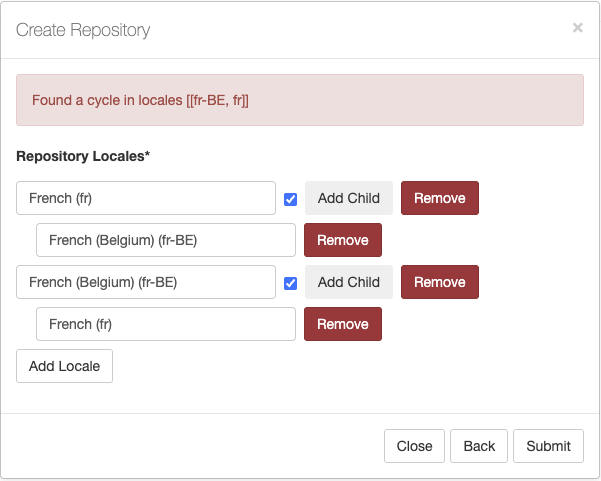 Create Repository ×
Found a cycle in locales [[fr-BE, fr]]
Repository Locales*
French (fr) Add Child Remove
French (Belgium) (fr-BE) Remove
French (Belgium) (fr-BE) Add Child Remove
French (fr) Remove
Add Locale
Close Back Submit